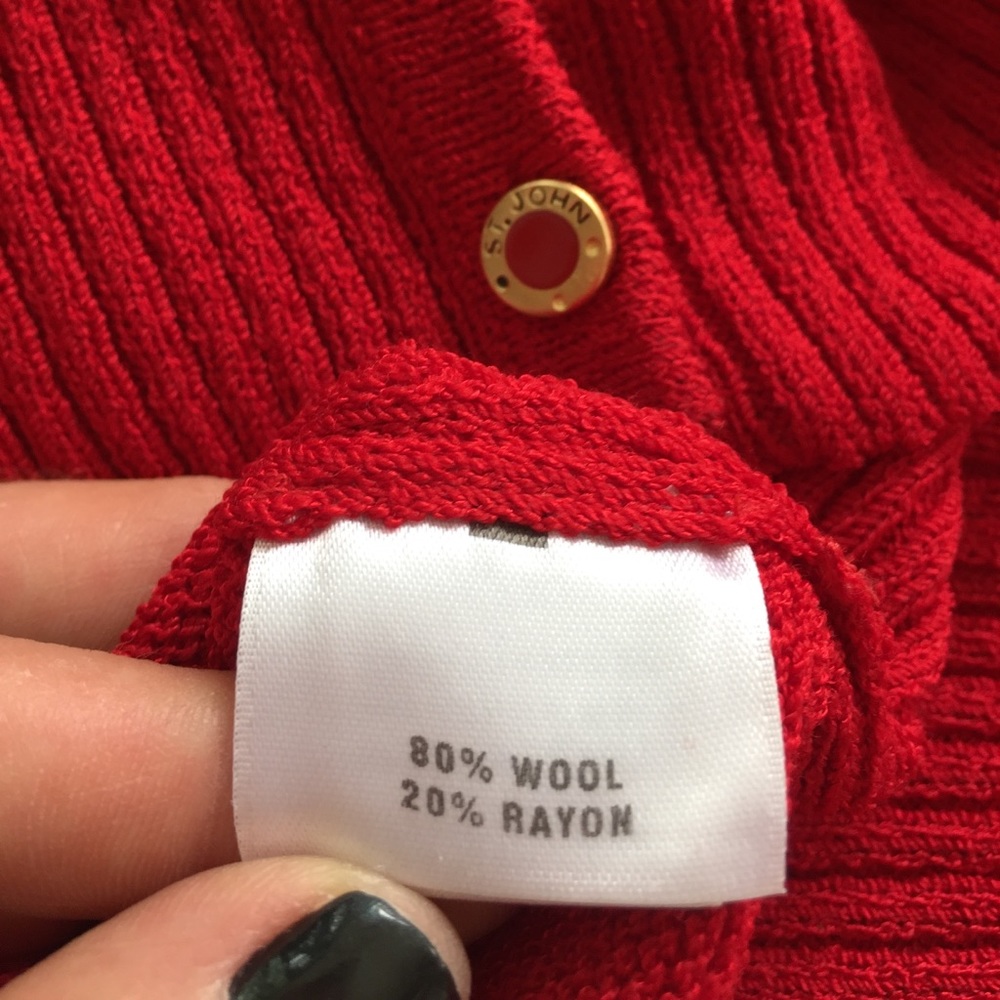 ST. JOHN
80% WOOL
20% RAYON